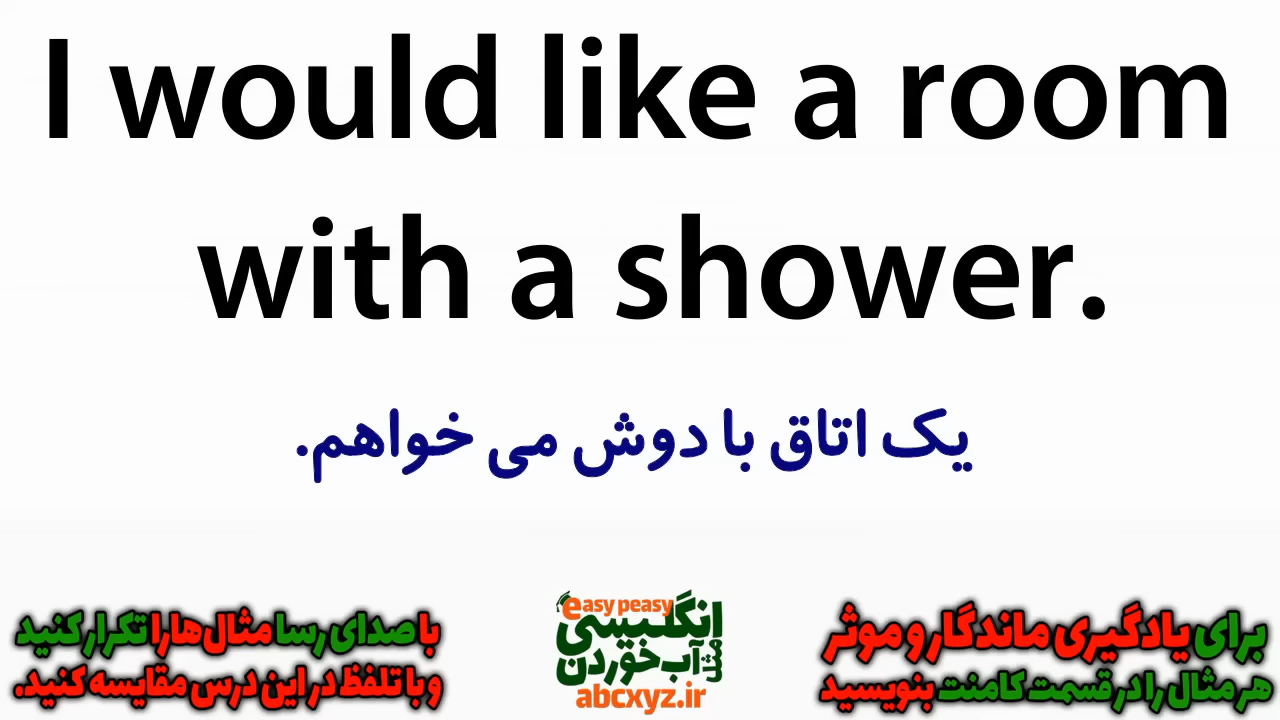 I would like a room
with a shower.
یک اتاق با دوش می خواهم.
برای یادگیری ماندگار و موثر
هر مثال را در قسمت کامنت بنویسید
easy peasy
انگلیسی
مثل آب خوردن
abcxyz.ir
با صدای رسا مثال‌ها را تکرار کنید
و با تلفظ در این درس مقایسه کنید.